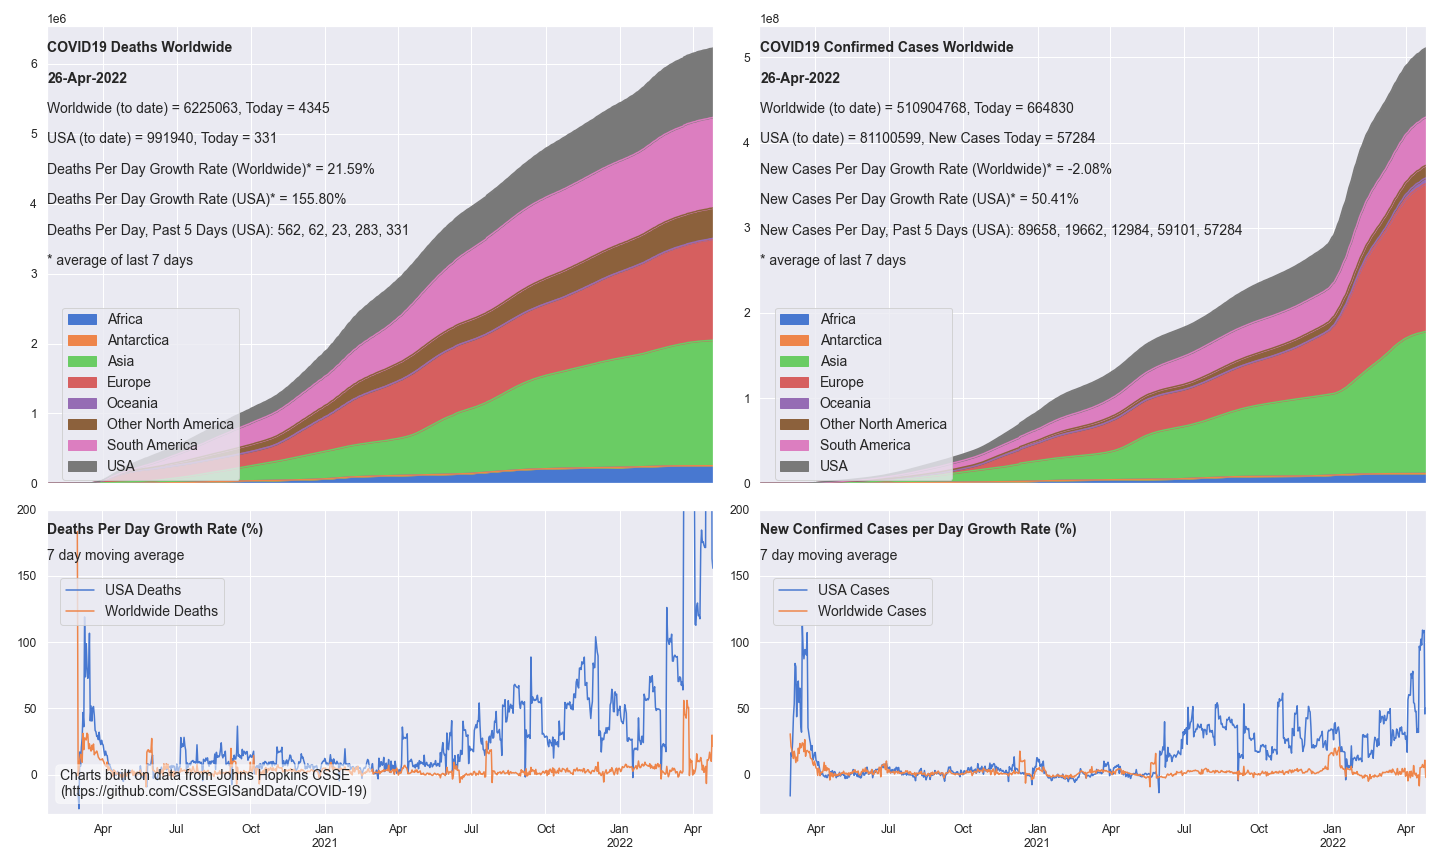 1e6
COVID19 Deaths Worldwide
26-Apr-2022
Worldwide (to date) = 6225063, Today = 4345
USA (to date) = 991940, Today = 331
Deaths Per Day Growth Rate (Worldwide)* = 21.59%
Deaths Per Day Growth Rate (USA)* = 155.80%
Deaths Per Day, Past 5 Days (USA): 562, 62, 23, 283, 331
* average of last 7 days
6
5
4
3
2
1
0
Africa
Antarctica
Asia
Europe
Oceania
Other North America
South America
USA
1e8
COVID19 Confirmed Cases Worldwide
26-Apr-2022
Worldwide (to date) = 510904768, Today = 664830
USA (to date) = 81100599, New Cases Today = 57284
New Cases Per Day Growth Rate (Worldwide)* = -2.08%
New Cases Per Day Growth Rate (USA)* = 50.41%
New Cases Per Day, Past 5 Days (USA): 89658, 19662, 12984, 59101, 57284
* average of last 7 days
5
4
3
2
1
0
Africa
Antarctica
Asia
Europe
Oceania
Other North America
South America
USA
Deaths Per Day Growth Rate (%)
7 day moving average
USA Deaths
Worldwide Deaths
200
150
100
50
0
Charts built on data from Johns Hopkins CSSE
(https://github.com/CSSEGISandData/COVID-19)
Apr Jul Oct Jan Apr Jul Oct Jan Apr
2021 2022
New Confirmed Cases per Day Growth Rate (%)
7 day moving average
USA Cases
Worldwide Cases
200
150
100
50
0
Apr Jul Oct Jan Apr Jul Oct Jan Apr
2021 2022